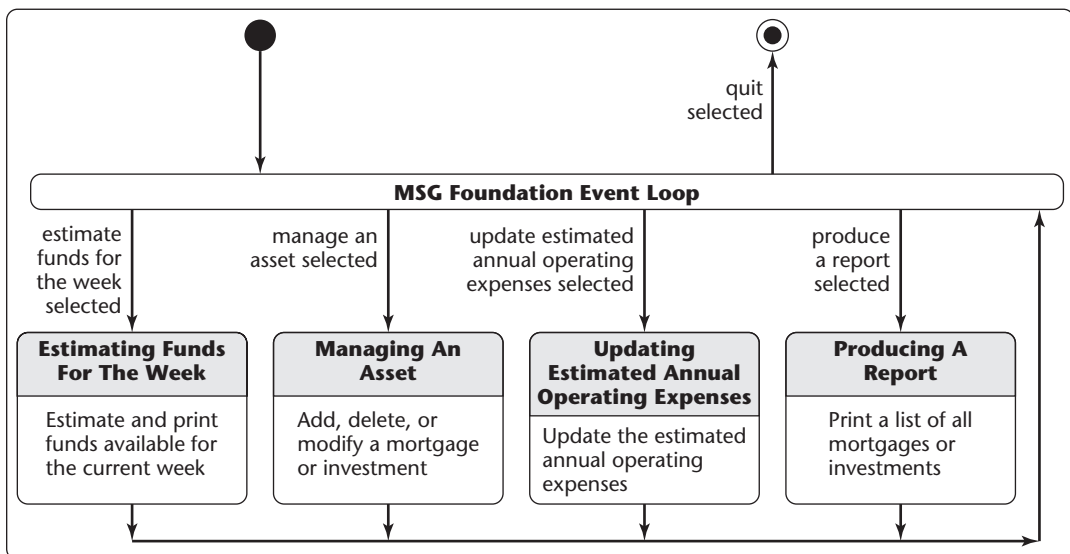 quit
selected
MSG Foundation Event Loop
estimate
funds for
the week
selected
manage an
asset selected
update estimated
annual operating
expenses selected
produce
a report
selected
Estimating Funds
For The Week
Estimate and print
funds available for
the current week
Managing An
Asset
Add, delete, or
modify a mortgage
or investment
Updating
Estimated Annual
Operating Expenses
Update the estimated
annual operating
expenses
Producing A
Report
Print a list of all
mortgages or
investments